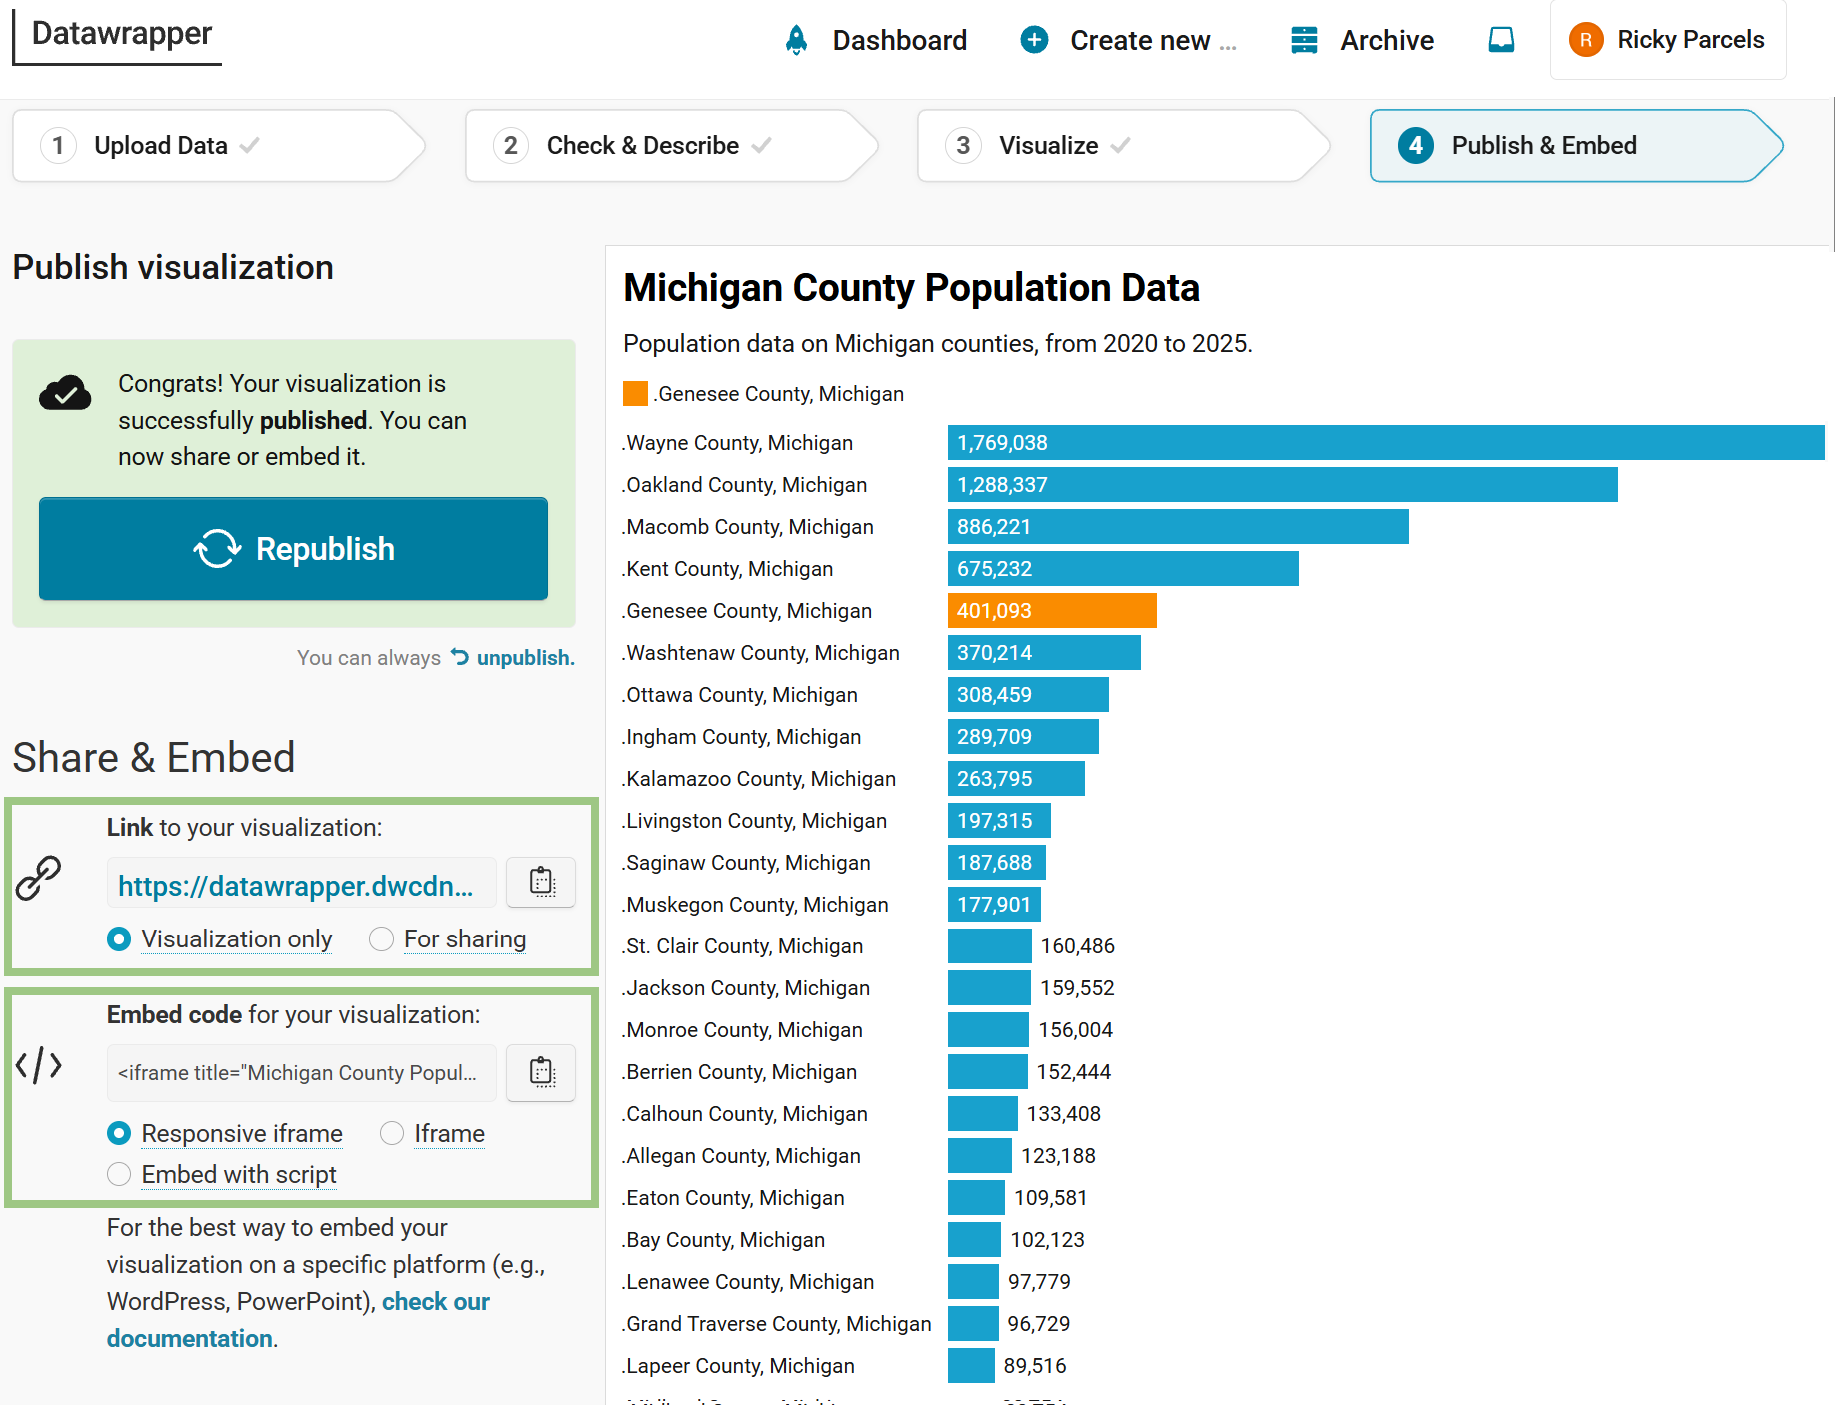 Datawrapper
Dashboard
Create new ...
Archive
R Ricky Parcels
1 Upload Data
2 Check & Describe
3 Visualize
4 Publish & Embed
Publish visualization
Congrats! Your visualization is
successfully published. You can
now share or embed it.
Republish
You can always unpublish.
Share & Embed
Link to your visualization:
https://datawrapper.dwcdn...
Visualization only For sharing
Embed code for your visualization:
</>
<iframe title="Michigan County Popul...
Responsive iframe Iframe
Embed with script
For the best way to embed your
visualization on a specific platform (e.g.,
WordPress, PowerPoint), check our
documentation.
Michigan County Population Data
Population data on Michigan counties, from 2020 to 2025.
.Genesee County, Michigan
.Wayne County, Michigan 1,769,038
.Oakland County, Michigan 1,288,337
.Macomb County, Michigan 886,221
.Kent County, Michigan 675,232
.Genesee County, Michigan 401,093
.Washtenaw County, Michigan 370,214
.Ottawa County, Michigan 308,459
.Ingham County, Michigan 289,709
.Kalamazoo County, Michigan 263,795
.Livingston County, Michigan 197,315
.Saginaw County, Michigan 187,688
.Muskegon County, Michigan 177,901
.St. Clair County, Michigan 160,486
.Jackson County, Michigan 159,552
.Monroe County, Michigan 156,004
.Berrien County, Michigan 152,444
.Calhoun County, Michigan 133,408
.Allegan County, Michigan 123,188
.Eaton County, Michigan 109,581
.Bay County, Michigan 102,123
.Lenawee County, Michigan 97,779
.Grand Traverse County, Michigan 96,729
.Lapeer County, Michigan 89,516